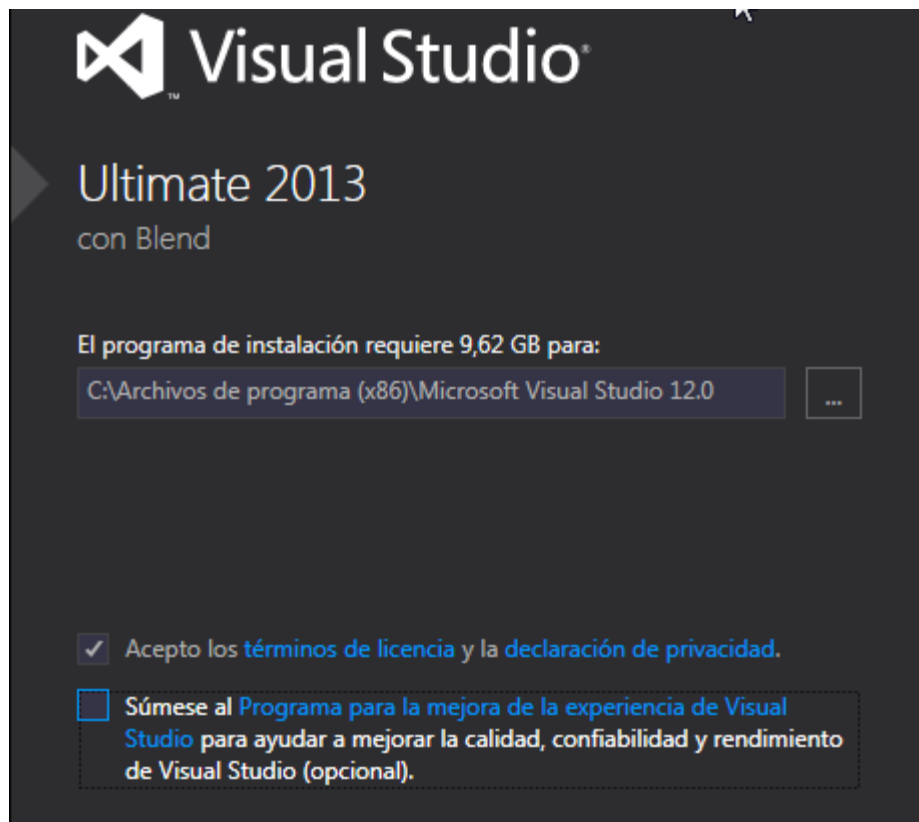 Visual Studio®
™
Ultimate 2013
con Blend
El programa de instalación requiere 9,62 GB para:
C:\Archivos de programa (x86)\Microsoft Visual Studio 12.0
...
Acepto los términos de licencia y la declaración de privacidad.
Súmese al Programa para la mejora de la experiencia de Visual
Studio para ayudar a mejorar la calidad, confiabilidad y rendimiento
de Visual Studio (opcional).